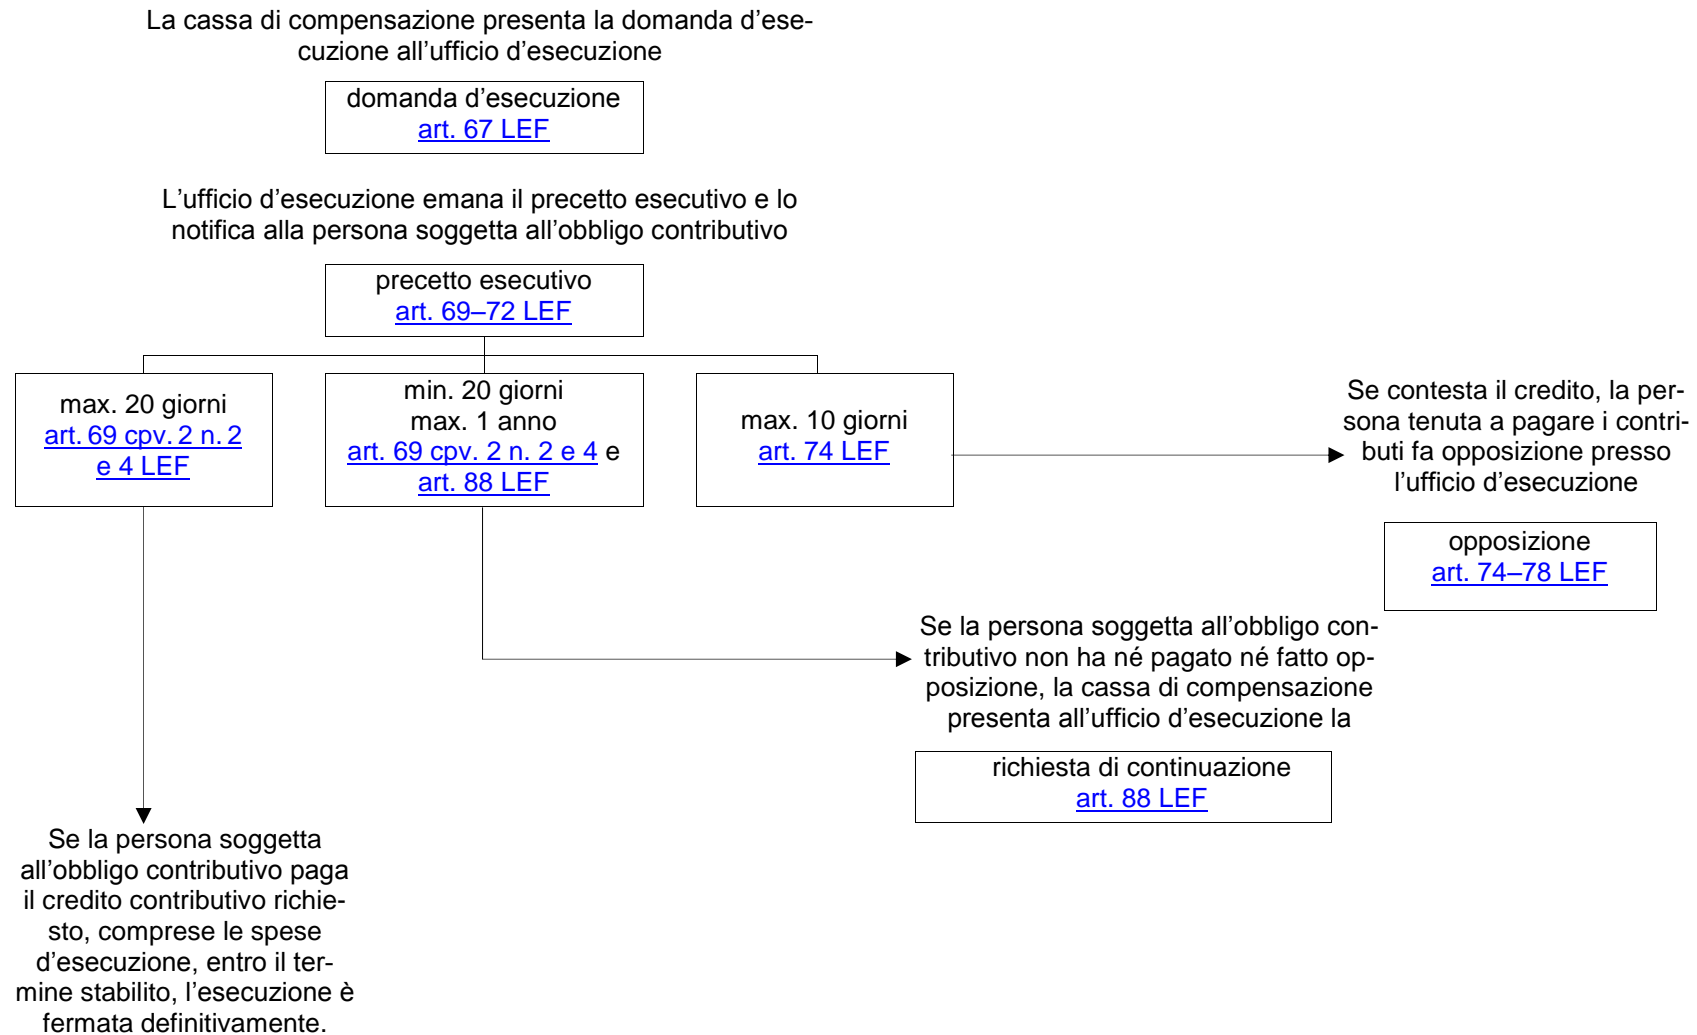 La cassa di compensazione presenta la domanda d’ese-
cuzione all’ufficio d’esecuzione
domanda d’esecuzione
art. 67 LEF
L’ufficio d’esecuzione emana il precetto esecutivo e lo
notifica alla persona soggetta all’obbligo contributivo
precetto esecutivo
art. 69–72 LEF
max. 20 giorni
art. 69 cpv. 2 n. 2
e 4 LEF
min. 20 giorni
max. 1 anno
art. 69 cpv. 2 n. 2 e 4 e
art. 88 LEF
max. 10 giorni
art. 74 LEF
Se contesta il credito, la per-
sona tenuta a pagare i contri-
buti fa opposizione presso
l’ufficio d’esecuzione
opposizione
art. 74–78 LEF
Se la persona soggetta all’obbligo con-
tributivo non ha né pagato né fatto op-
posizione, la cassa di compensazione
presenta all’ufficio d’esecuzione la
richiesta di continuazione
art. 88 LEF
Se la persona soggetta
all’obbligo contributivo paga
il credito contributivo richie-
sto, comprese le spese
d’esecuzione, entro il ter-
mine stabilito, l’esecuzione è
fermata definitivamente.